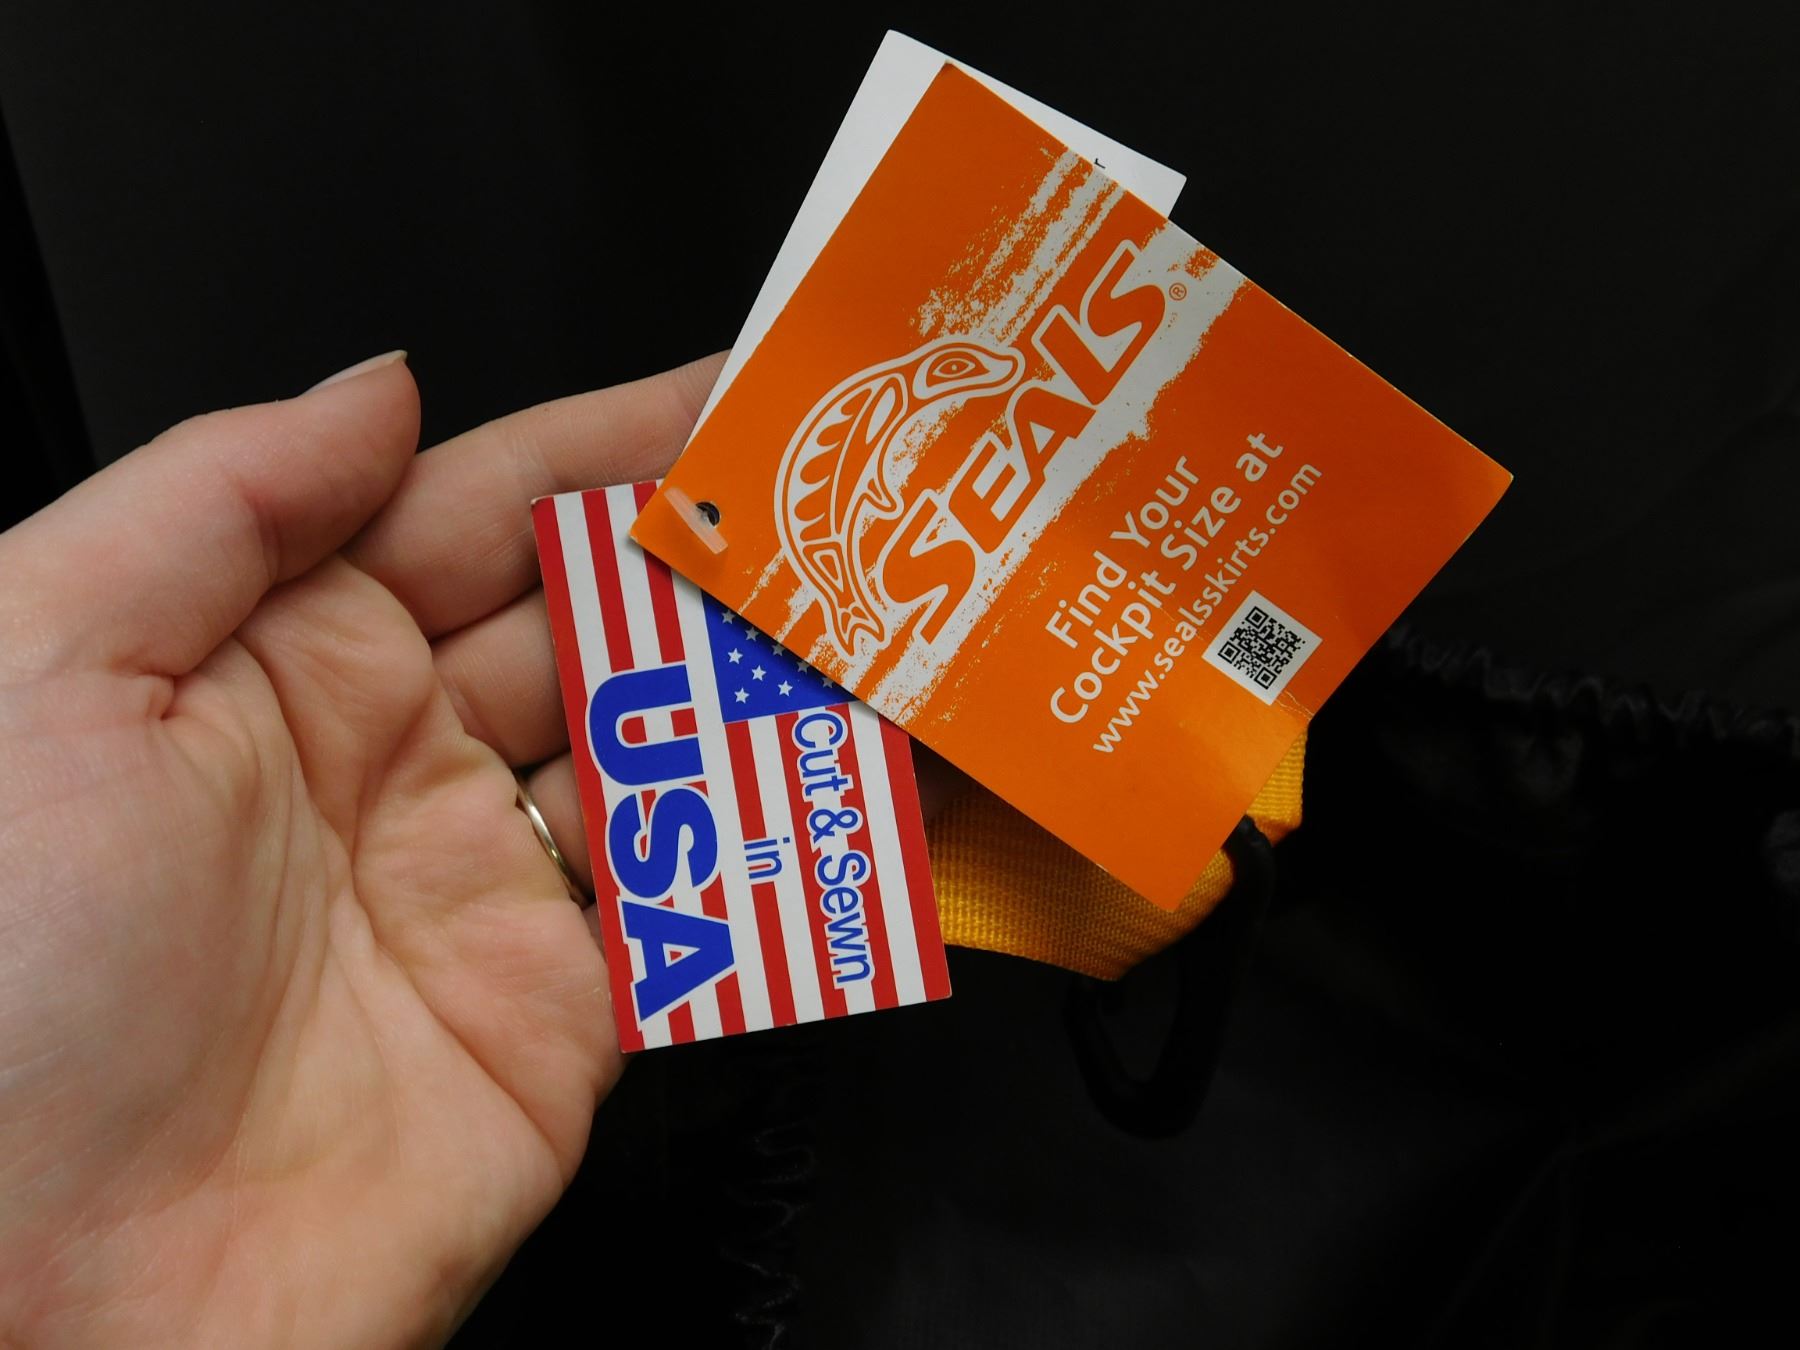 SEALS®
Find Your
Cockpit Size at
www.sealsskirts.com
Cut & Sewn
in
USA